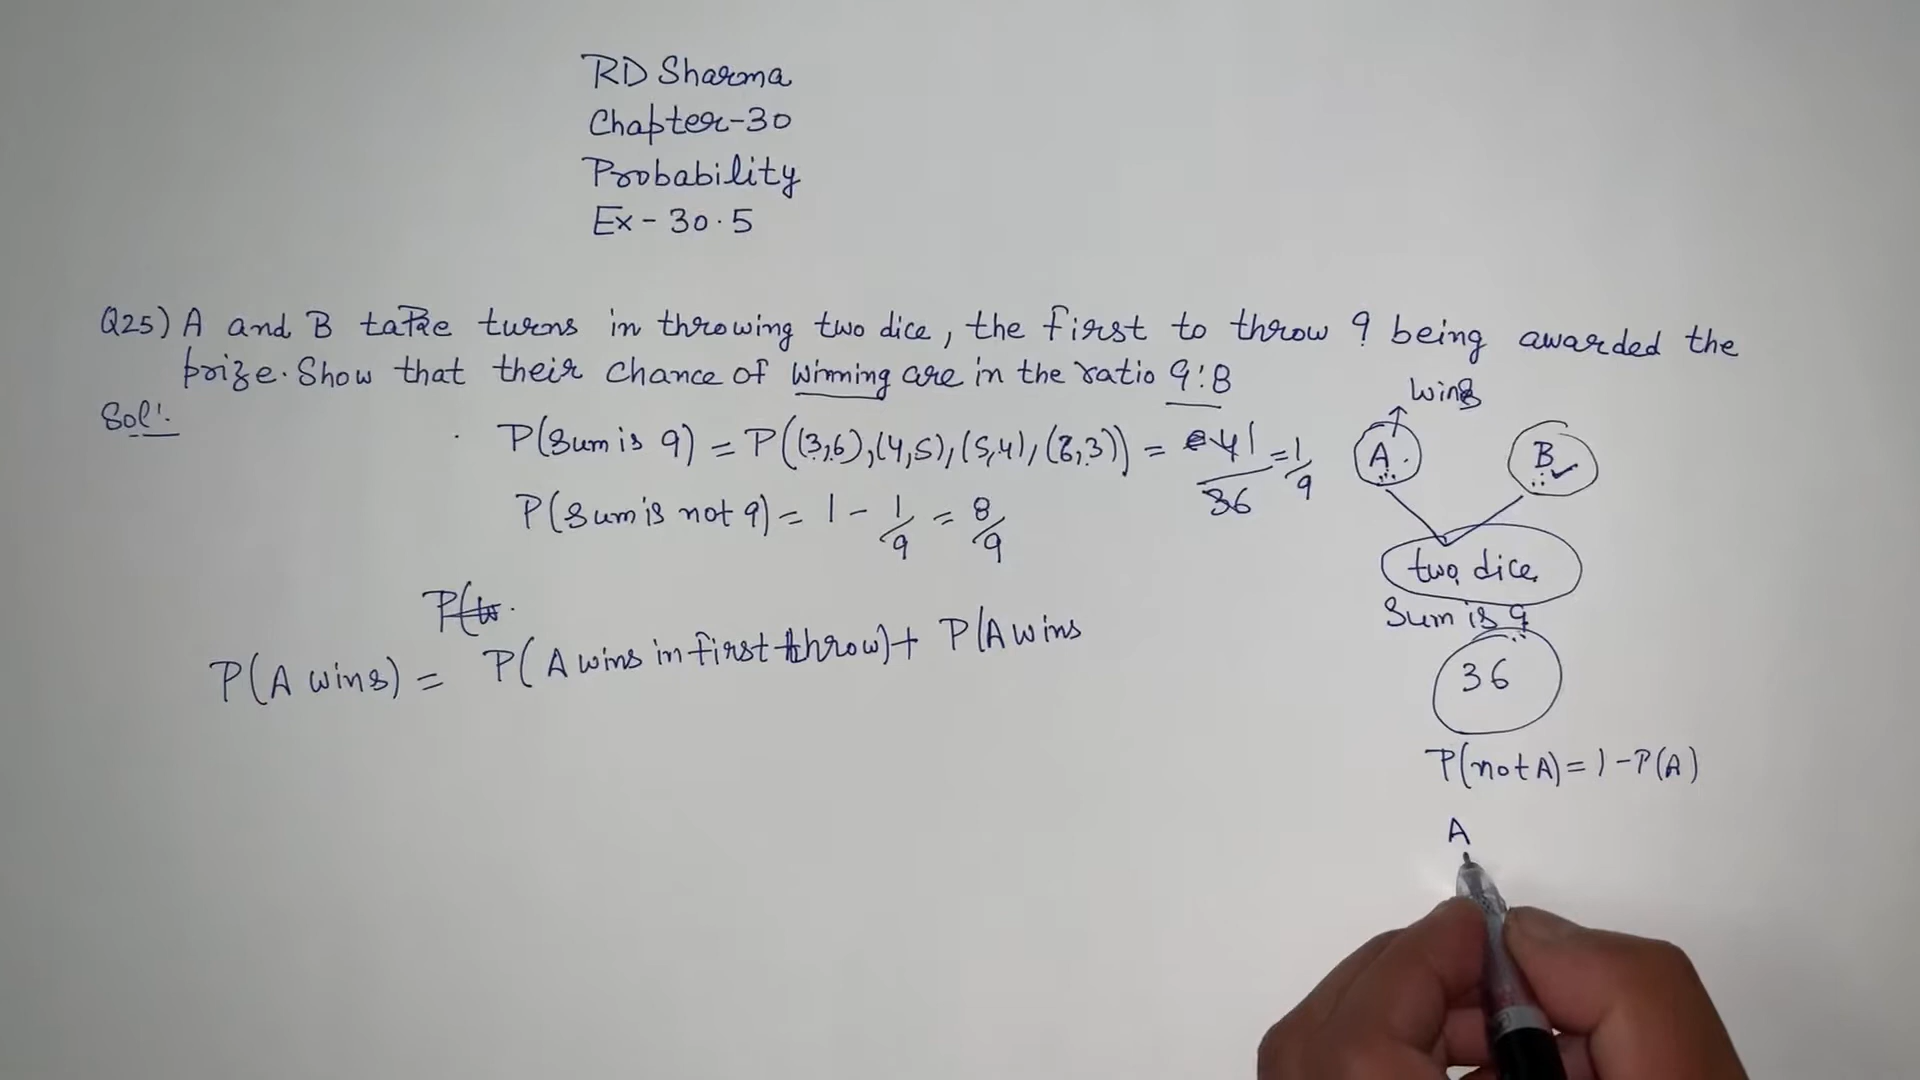 RD Sharma
Chapter-30
Probability
Ex - 30.5
Q25) A and B take turns in throwing two dice, the first to throw 9 being awarded the
prize. Show that their chance of winning are in the ratio 9:8
Sol':
P(sum is 9) = P((3,6),(4,5),(5,4),(6,3)) = 41/36 = 1/9
P(sum is not 9) = 1 - 1/9 = 8/9
P(
P(A wins) = P(A wins in first throw) + P(A wins
wins
A
B
two dice
Sum is 9
36
P(not A) = 1 - P(A)
A